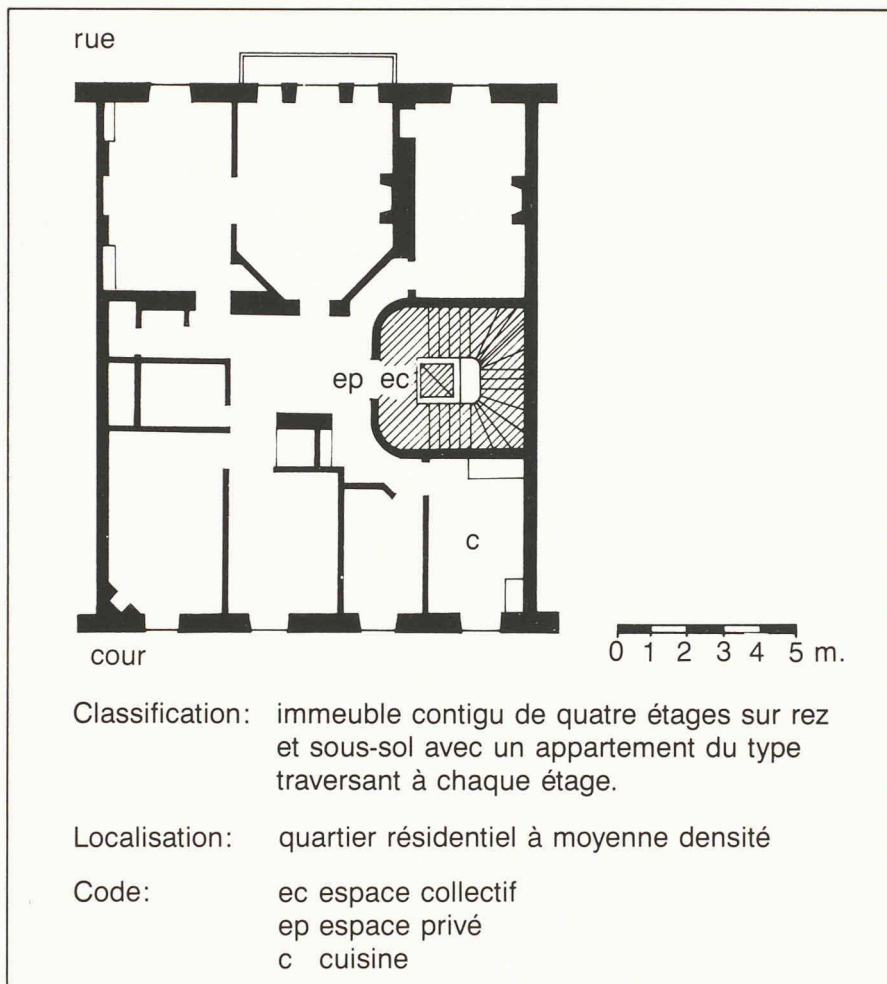 rue
ep ec
c
cour
0 1 2 3 4 5 m.
Classification: immeuble contigu de quatre étages sur rez
et sous-sol avec un appartement du type
traversant à chaque étage.
Localisation: quartier résidentiel à moyenne densité
Code: ec espace collectif
ep espace privé
c cuisine